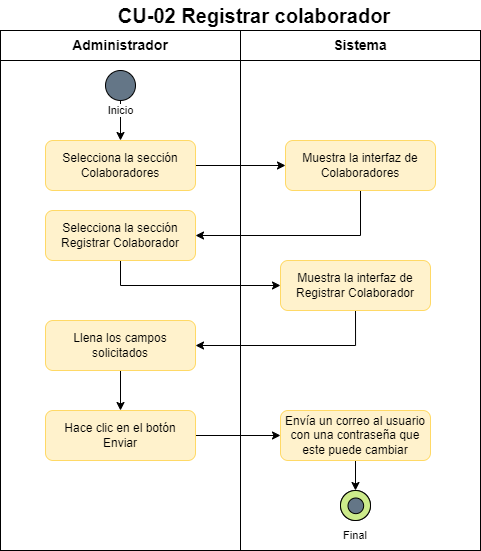 CU-02 Registrar colaborador
Administrador
Sistema
Inicio
Selecciona la sección
Colaboradores
Muestra la interfaz de
Colaboradores
Selecciona la sección
Registrar Colaborador
Muestra la interfaz de
Registrar Colaborador
Llena los campos
solicitados
Hace clic en el botón
Enviar
Envía un correo al usuario
con una contraseña que
este puede cambiar
Final